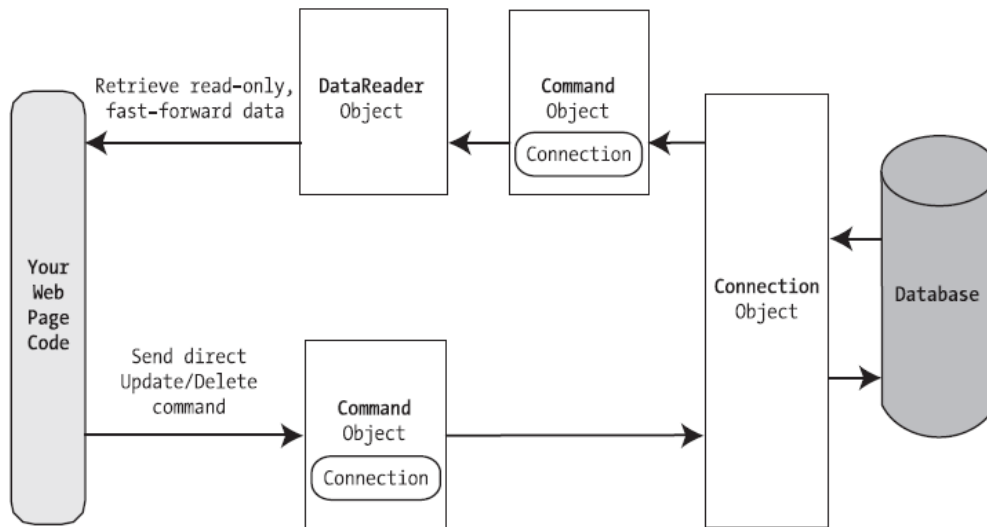 Retrieve read-only,
fast-forward data
DataReader
Object
Command
Object
Connection
Your
Web
Page
Code
Connection
Object
Database
Send direct
Update/Delete
command
Command
Object
Connection